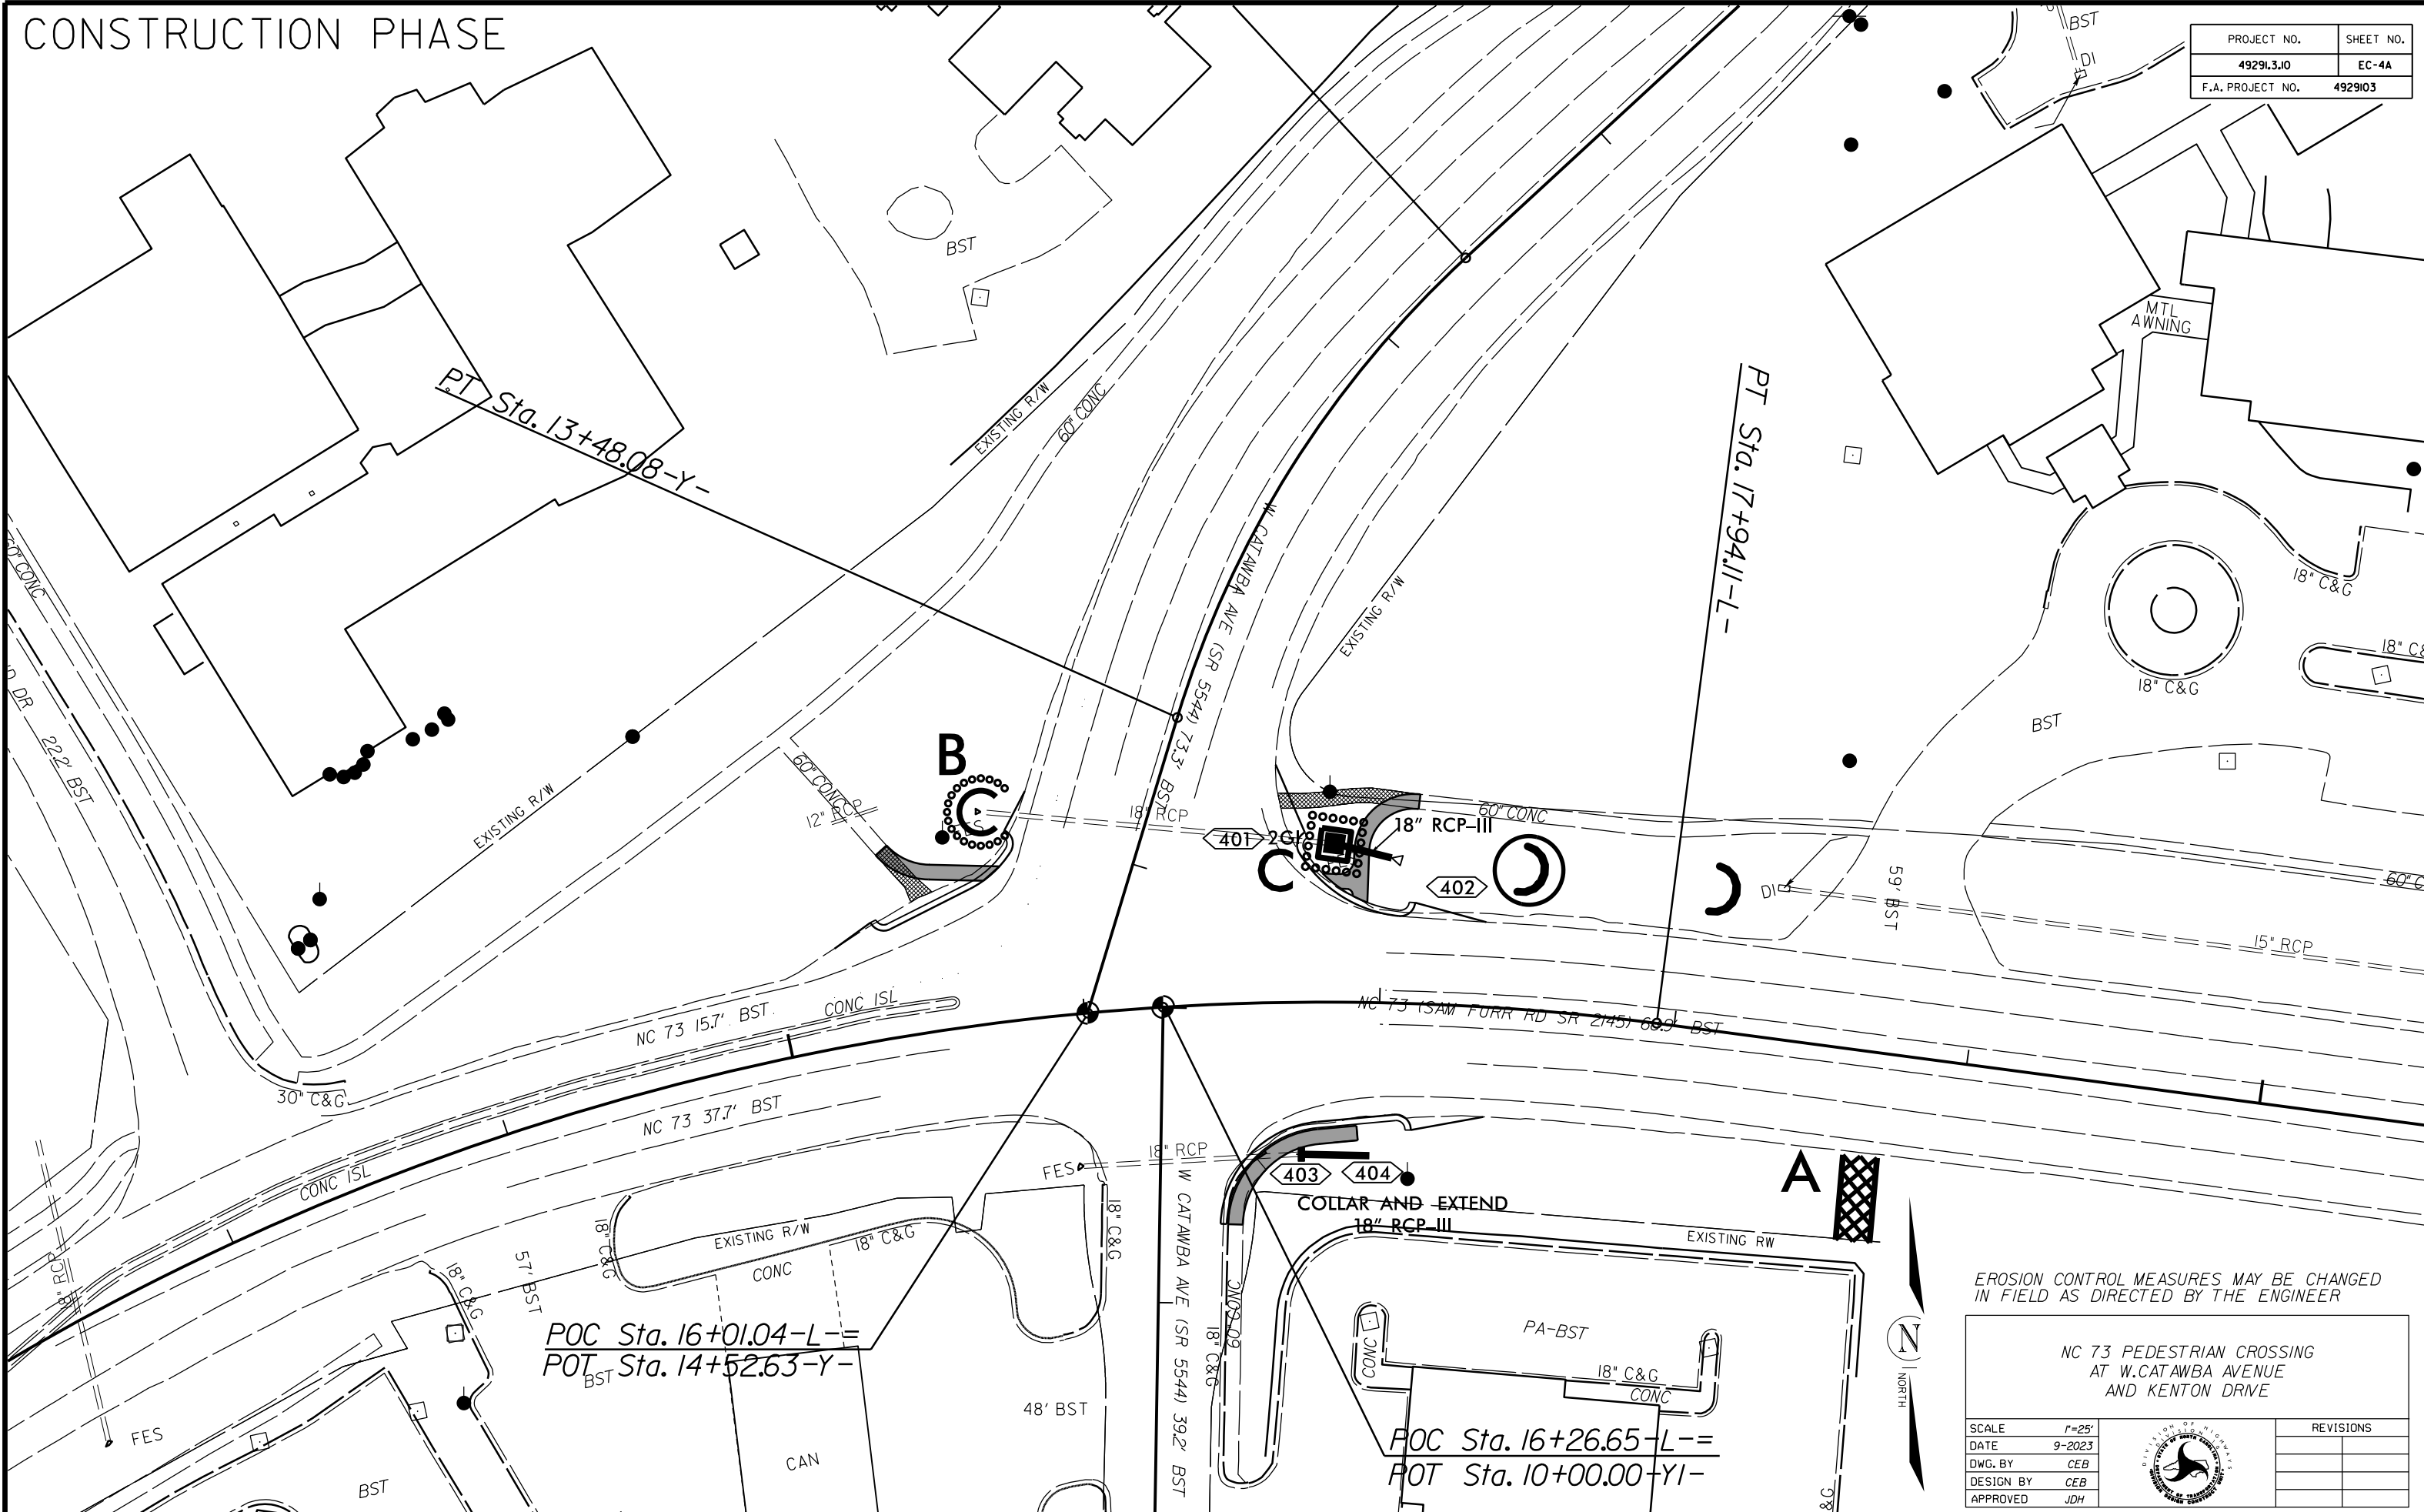 CONSTRUCTION PHASE
PROJECT NO. SHEET NO.
49291.3.10 EC-4A
F.A. PROJECT NO. 4929103
BST
DI
BST
MTL
AWNING
P.T Sta. 13+48.08-Y-
EXISTING R/W
60" CONC
PT Sta. 17+94.11-L-
W CATAWBA AVE (SR 5544) 73.3' BST
EXISTING R/W
60" CONC
18" C&G
18" C&G
18" C&
BST
DR
22.2' BST
EXISTING R/W
B
60" CONC
12" RCP
18" RCP
401 2GI
18" RCP-III
60" CONC
C
402
DI
59' BST
60" C
15" RCP
NC 73 15.7' BST
CONC ISL
NC 73 (SAM FURR RD SR 2145) 60.9' BST
30" C&G
NC 73 37.7' BST
CONC ISL
FES
18" RCP
403 404
COLLAR AND EXTEND
18" RCP-III
A
EXISTING R/W
18" C&G
18" C&G
CONC
18" C&G
EXISTING RW
18" RCP
57' BST
18" C&G
W CATAWBA AVE (SR 5544) 39.2' BST
60" CONC
18" C&G
POC Sta. 16+01.04-L-=
POT Sta. 14+52.63-Y-
BST
PA-BST
CONC
18" C&G
CONC
48' BST
FES
CAN
BST
POC Sta. 16+26.65-L-=
POT Sta. 10+00.00-Y1-
C&G
N
NORTH
EROSION CONTROL MEASURES MAY BE CHANGED
IN FIELD AS DIRECTED BY THE ENGINEER
NC 73 PEDESTRIAN CROSSING
AT W.CATAWBA AVENUE
AND KENTON DRIVE
SCALE 1"=25'
DATE 9-2023
DWG. BY CEB
DESIGN BY CEB
APPROVED JDH
REVISIONS